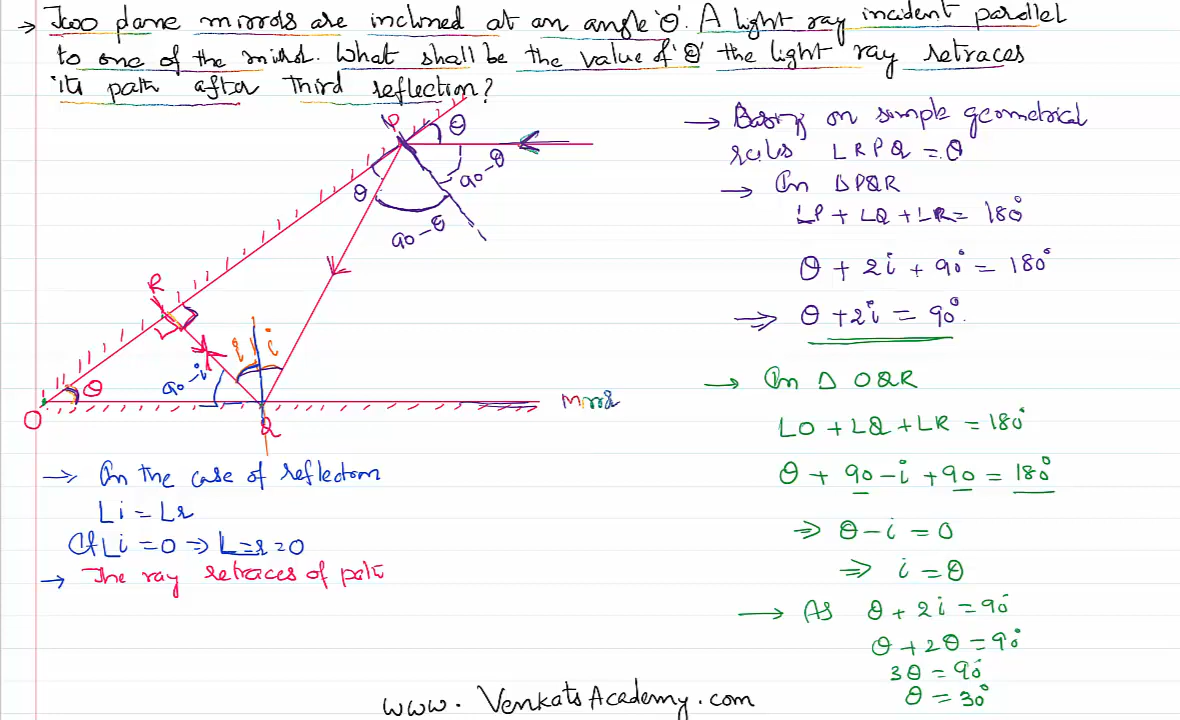 → Two plane mirrors are inclined at an angle 'θ'. A light ray incident parallel
to one of the mirror. What shall be the value of 'θ' the light ray retraces
its path after third reflection?
P
θ
90-θ
θ
90-θ
R
r i
90-i
θ
O
Q
mirror
→ In the case of reflection
∠i = ∠r
If ∠i = 0 ⇒ ∠r = 0
→ The ray retraces of path
→ Basing on simple geometrical
rules ∠RPQ = θ
→ In ΔPQR
∠P + ∠Q + ∠R = 180°
θ + 2i + 90° = 180°
⇒ θ + 2i = 90°.
→ In Δ OQR
∠O + ∠Q + ∠R = 180°
θ + 90 - i + 90 = 180°
⇒ θ - i = 0
⇒ i = θ
→ As θ + 2i = 90°
θ + 2θ = 90°
3θ = 90°
θ = 30°
www. VenkatsAcademy.com